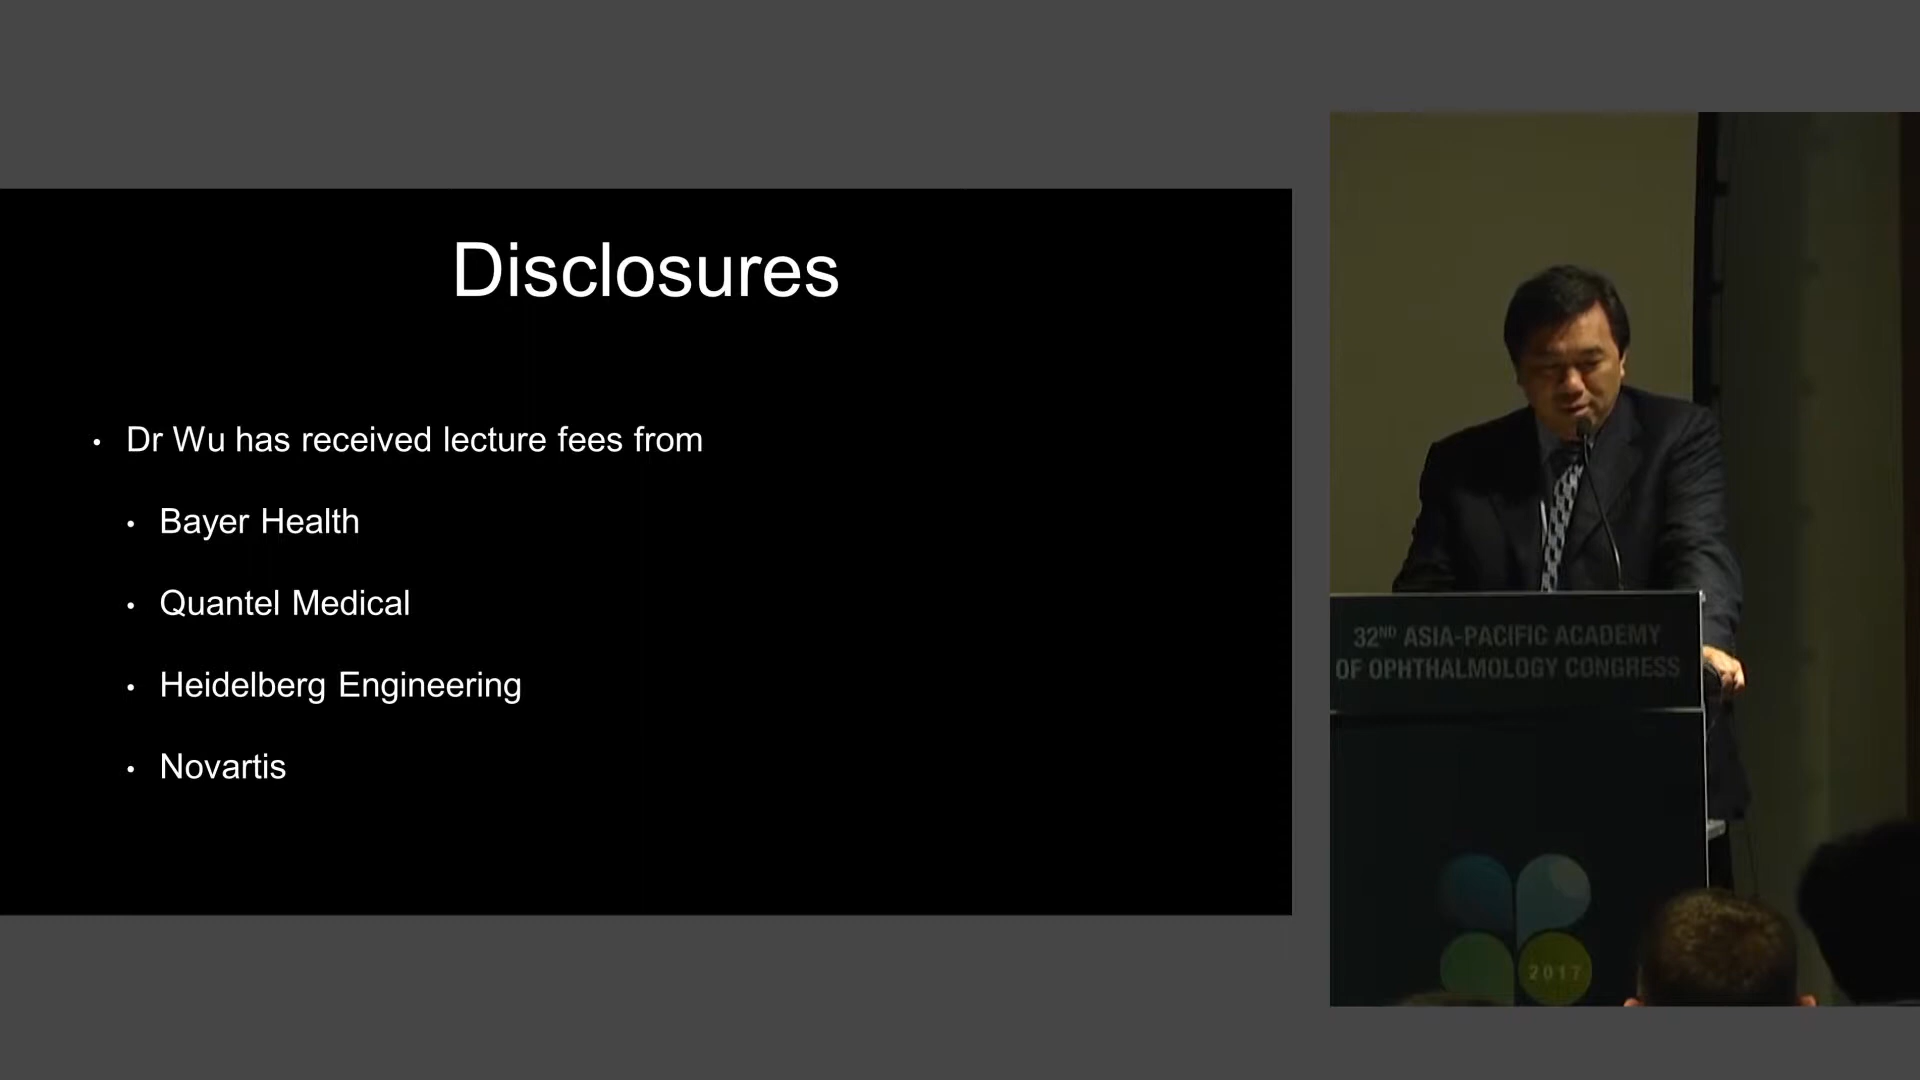 Disclosures
• Dr Wu has received lecture fees from
• Bayer Health
• Quantel Medical
• Heidelberg Engineering
• Novartis
32ND ASIA-PACIFIC ACADEMY
OF OPHTHALMOLOGY CONGRESS
2017